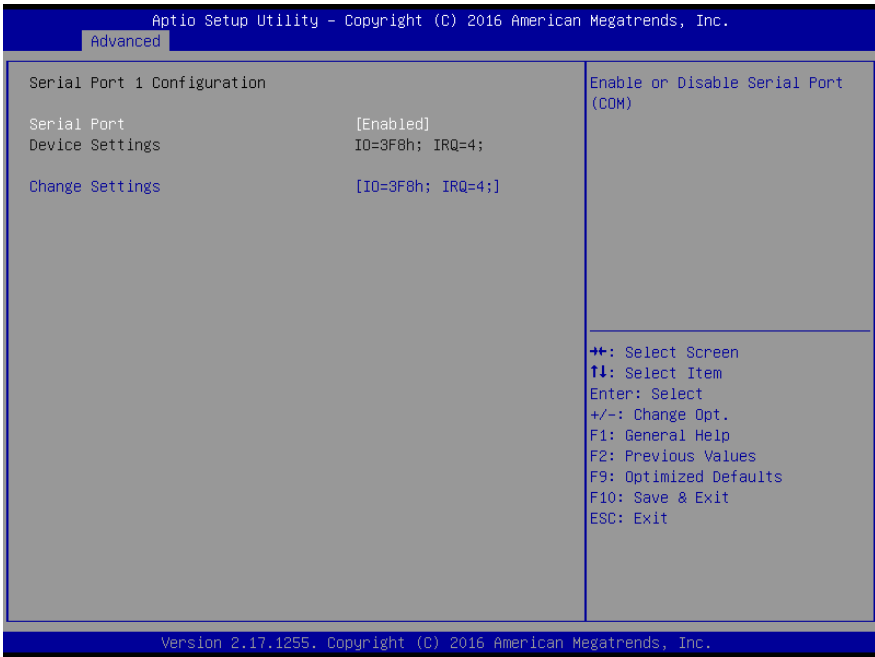 Aptio Setup Utility – Copyright (C) 2016 American Megatrends, Inc.
Advanced
Serial Port 1 Configuration
Serial Port [Enabled]
Device Settings IO=3F8h; IRQ=4;
Change Settings [IO=3F8h; IRQ=4;]
Enable or Disable Serial Port
(COM)
→←: Select Screen
↑↓: Select Item
Enter: Select
+/-: Change Opt.
F1: General Help
F2: Previous Values
F9: Optimized Defaults
F10: Save & Exit
ESC: Exit
Version 2.17.1255. Copyright (C) 2016 American Megatrends, Inc.